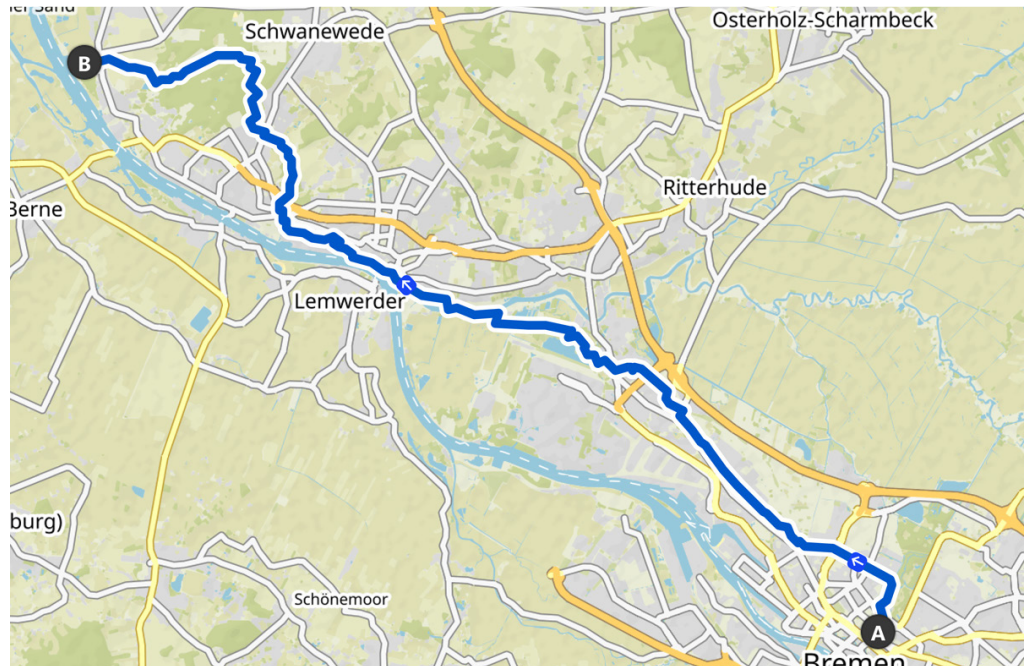 Schwanewede
Osterholz-Scharmbeck
B
Ritterhude
Berne
Lemwerder
burg)
Schönemoor
A
Bremen